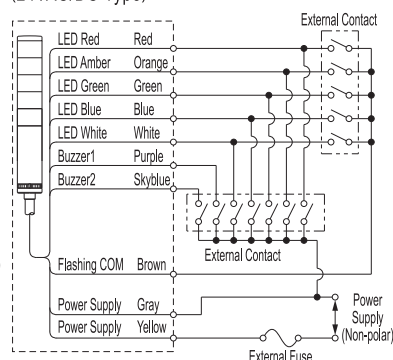 (24V AC/DC Type)
External Contact
LED Red Red
LED Amber Orange
LED Green Green
LED Blue Blue
LED White White
Buzzer1 Purple
Buzzer2 Skyblue
External Contact
Flashing COM Brown
Power Supply Gray
Power Supply Yellow
Power
Supply
(Non-polar)
External Fuse